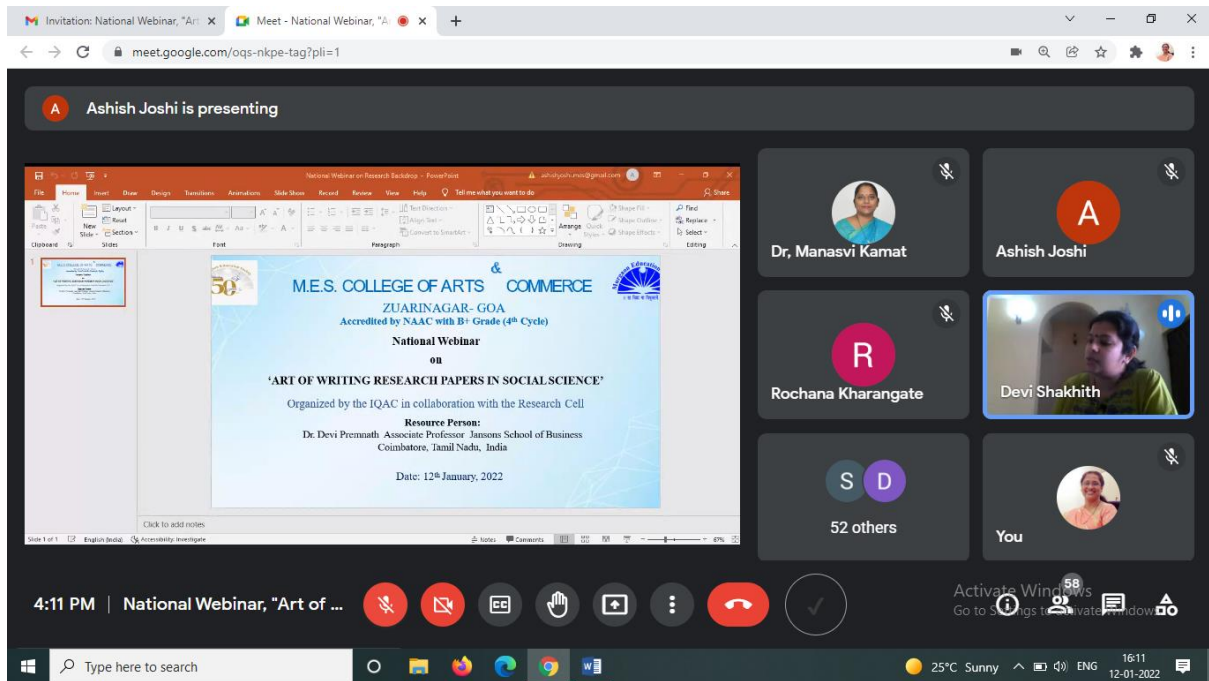 Invitation: National Webinar, "Art
Meet - National Webinar, "A
meet.google.com/oqs-nkpe-tag?pli=1
A Ashish Joshi is presenting
National Webinar on Research Backdrop - PowerPoint
File Home Insert Draw Design Transitions Animations Slide Show Record Review View Help Tell me what you want to do Share
Paste New Slide Layout Reset Section
Text Direction Align Text Convert to SmartArt
Arrange Quick Styles Shape Fill Shape Outline Shape Effects
Find Replace Select
Clipboard Slides Font Paragraph Drawing Editing
1
50
&
M.E.S. COLLEGE OF ARTS COMMERCE
ZUARINAGAR- GOA
Accredited by NAAC with B+ Grade (4th Cycle)
National Webinar
on
‘ART OF WRITING RESEARCH PAPERS IN SOCIAL SCIENCE’
Organized by the IQAC in collaboration with the Research Cell
Resource Person:
Dr. Devi Premnath Associate Professor Jansons School of Business
Coimbatore, Tamil Nadu, India
Date: 12th January, 2022
Click to add notes
Slide 1 of 1 English (India) Accessibility: Investigate Notes Comments 87%
Dr, Manasvi Kamat
A
Ashish Joshi
R
Rochana Kharangate
Devi Shakhith
S D
52 others
You
4:11 PM | National Webinar, "Art of ...
CC
58
Activate Windows
Go to Settings to activate Windows
Type here to search
25°C Sunny ENG
16:11
12-01-2022